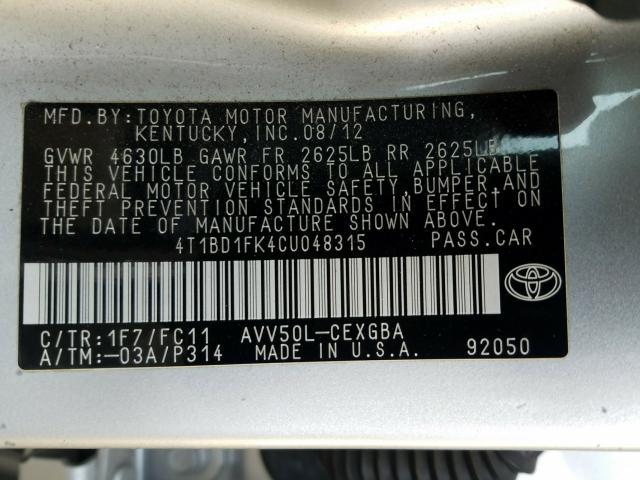 MFD.BY:TOYOTA MOTOR MANUFACTURING,
KENTUCKY,INC.08/12
GVWR 4630LB GAWR FR 2625LB RR 2625LB
THIS VEHICLE CONFORMS TO ALL APPLICABLE
FEDERAL MOTOR VEHICLE SAFETY,BUMPER,AND
THEFT PREVENTION STANDARDS IN EFFECT ON
THE DATE OF MANUFACTURE SHOWN ABOVE.
4T1BD1FK4CU048315 PASS.CAR
C/TR:1F7/FC11 AVV50L-CEXGBA
A/TM:-03A/P314 MADE IN U.S.A. 92050